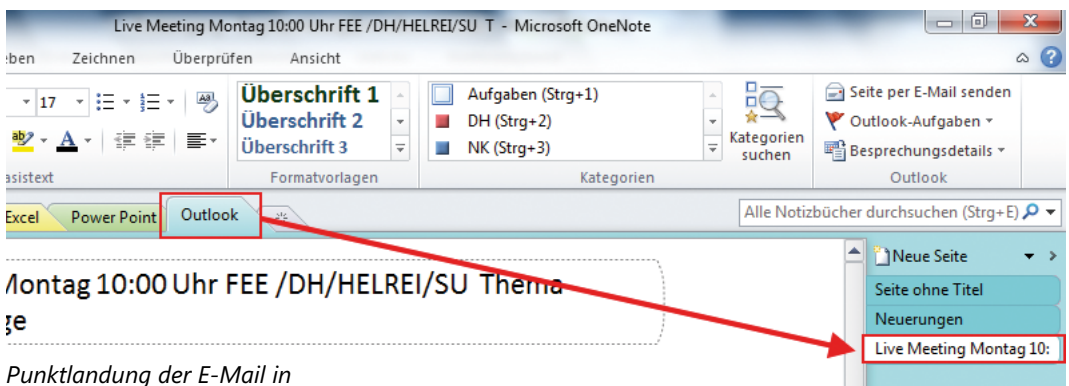 Live Meeting Montag 10:00 Uhr FEE /DH/HELREI/SU T - Microsoft OneNote
eben Zeichnen Überprüfen Ansicht
17 Überschrift 1 Aufgaben (Strg+1) Seite per E-Mail senden
Überschrift 2 DH (Strg+2) Kategorien suchen Outlook-Aufgaben
Überschrift 3 NK (Strg+3) Besprechungsdetails
asistext Formatvorlagen Kategorien Outlook
Excel Power Point Outlook Alle Notizbücher durchsuchen (Strg+E)
Neue Seite
Montag 10:00 Uhr FEE /DH/HELREI/SU Thema
Seite ohne Titel
ge Neuerungen
Live Meeting Montag 10:
Punktlandung der E-Mail in